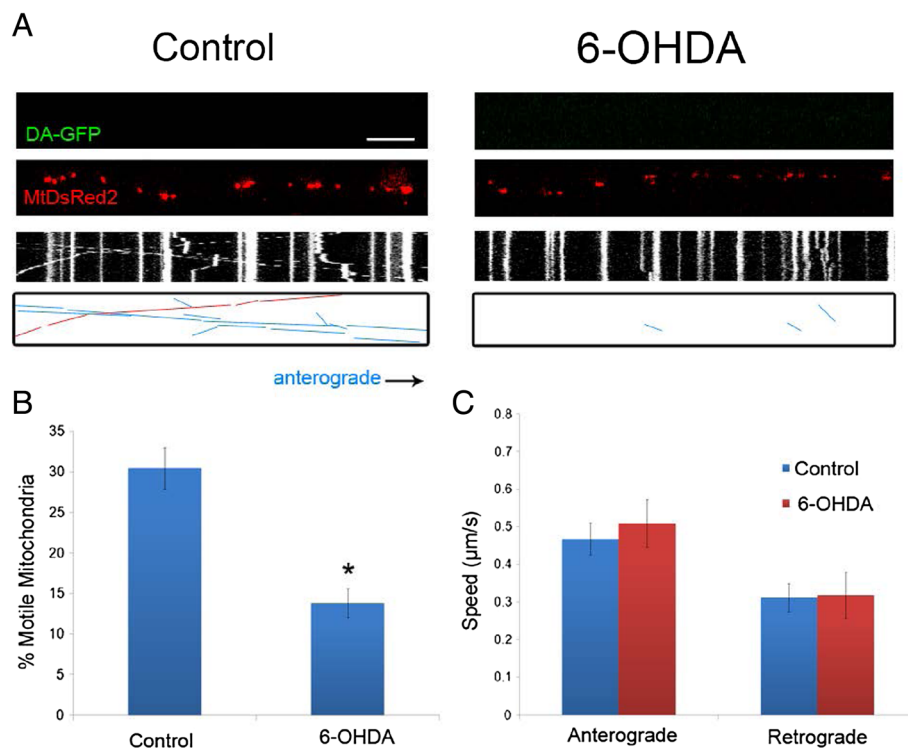 A
Control
6-OHDA
DA-GFP
MtDsRed2
anterograde
B
% Motile Mitochondria
35
30
25
20
15
10
5
0
*
Control
6-OHDA
C
Speed (µm/s)
0.8
0.7
0.6
0.5
0.4
0.3
0.2
0.1
0
Control
6-OHDA
Anterograde
Retrograde